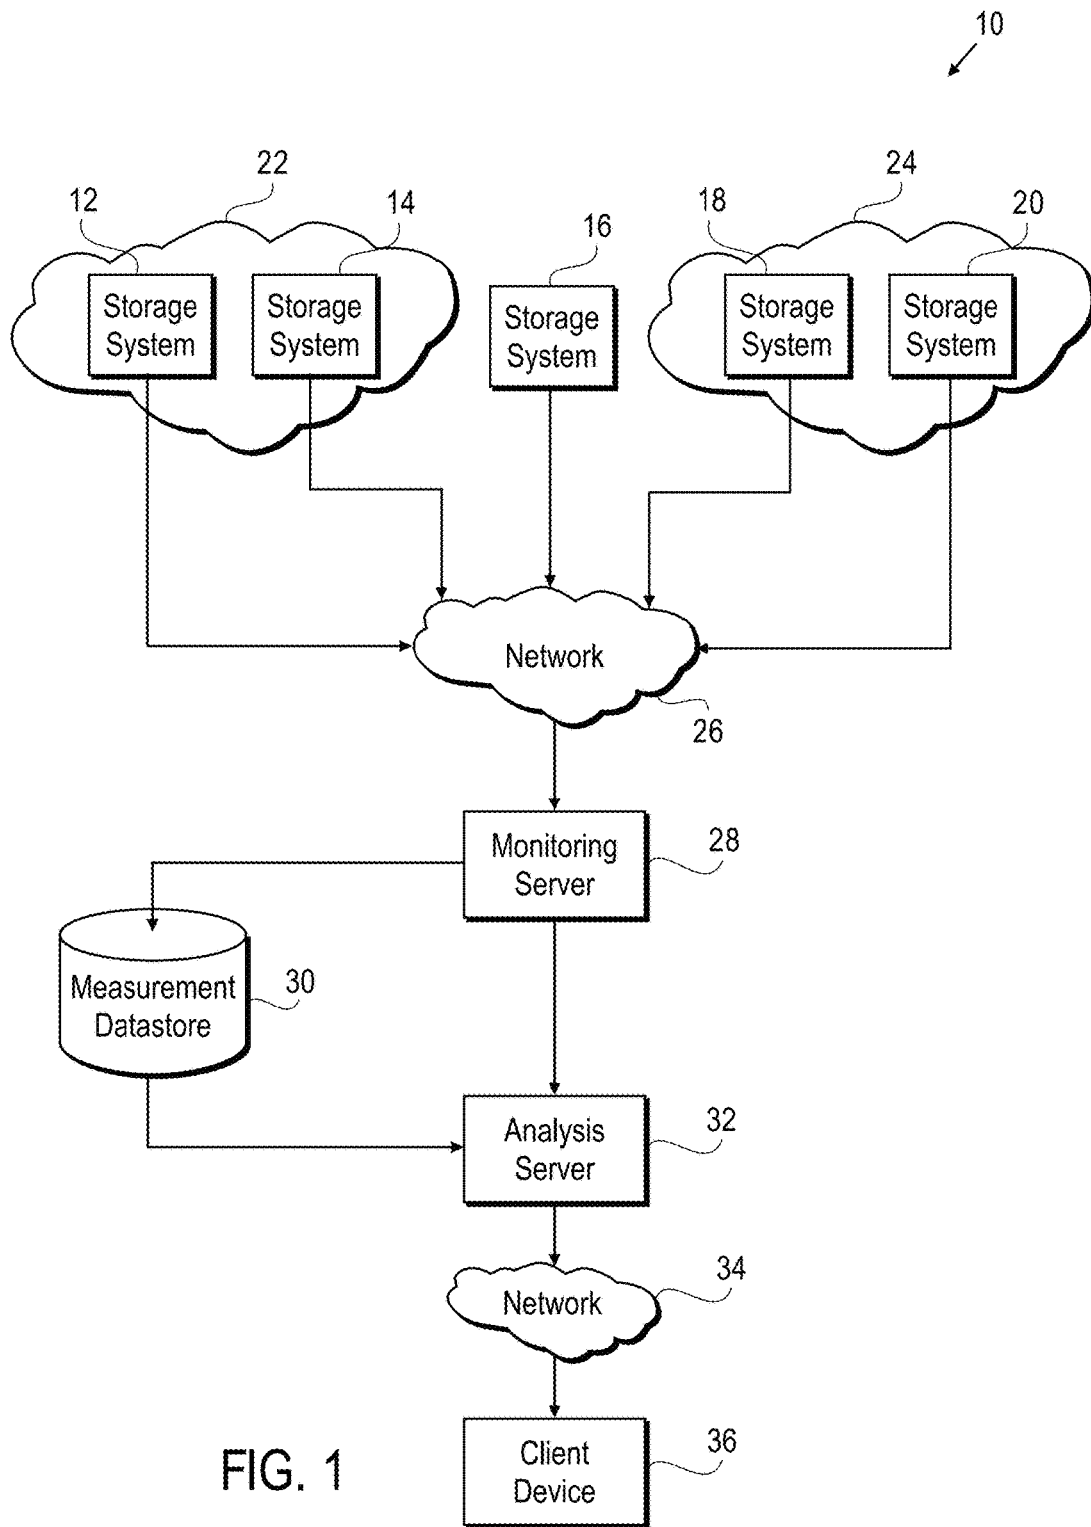 10
22
24
12
14
16
18
20
Storage
System
Storage
System
Storage
System
Storage
System
Storage
System
Network
26
Monitoring
Server
28
Measurement
Datastore
30
Analysis
Server
32
Network
34
Client
Device
36
FIG. 1